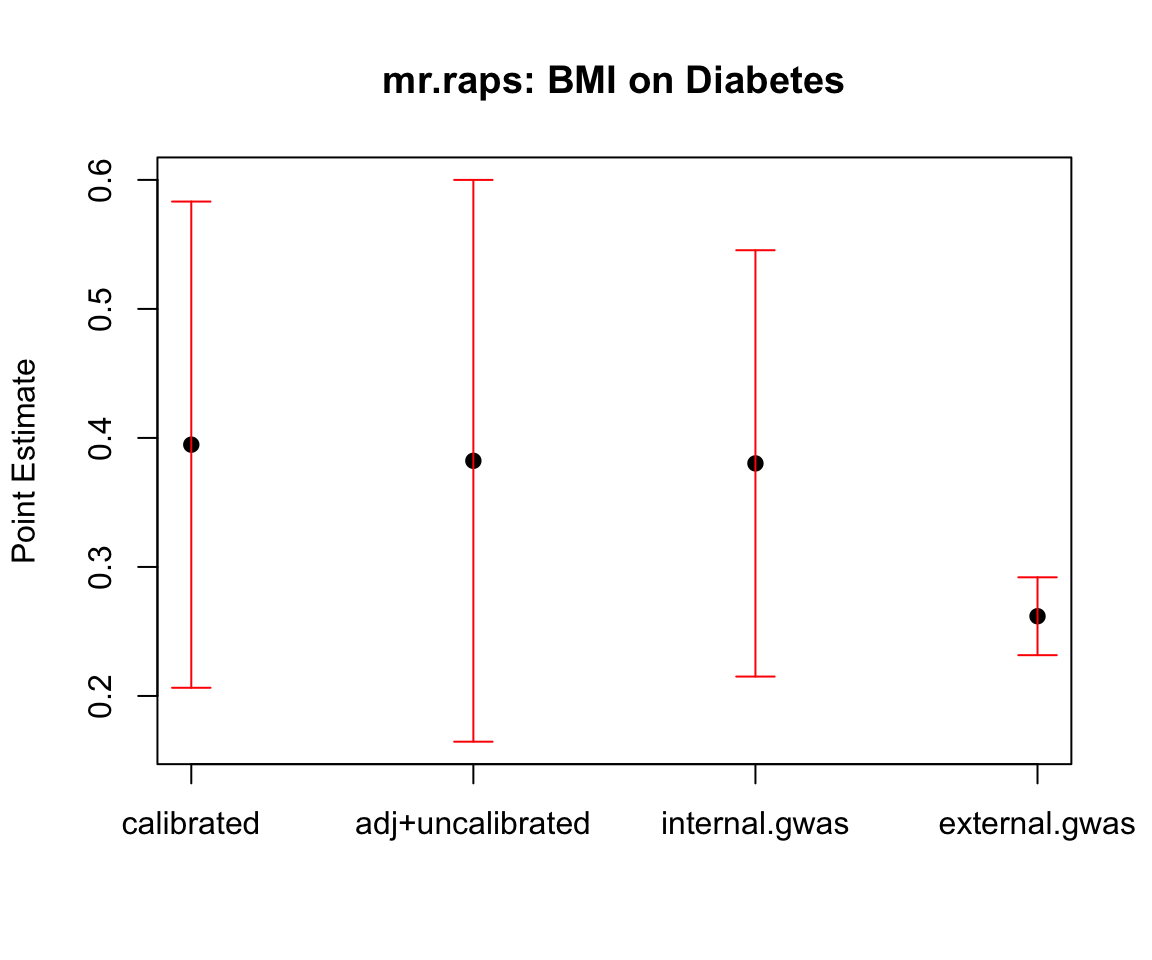 mr.raps: BMI on Diabetes
Point Estimate
0.6
0.5
0.4
0.3
0.2
calibrated
adj+uncalibrated
internal.gwas
external.gwas